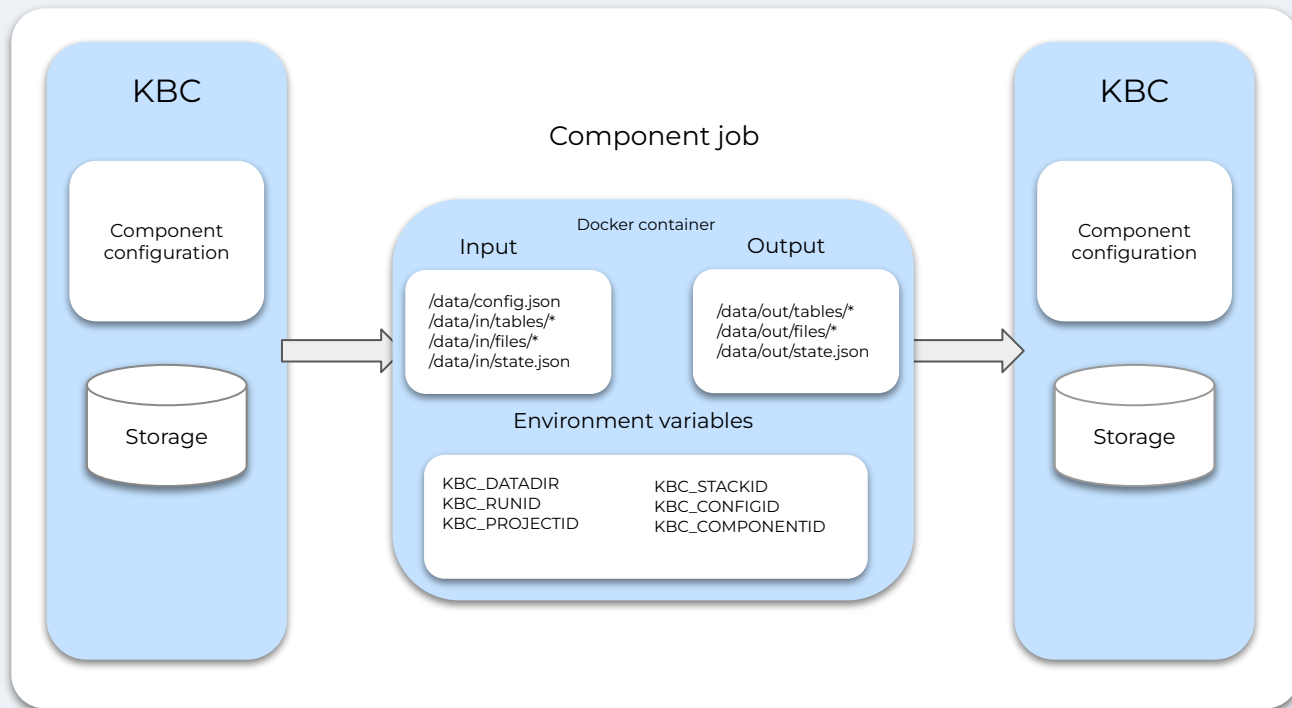 KBC
Component
configuration
Storage
Component job
Docker container
Input
/data/config.json
/data/in/tables/*
/data/in/files/*
/data/in/state.json
Output
/data/out/tables/*
/data/out/files/*
/data/out/state.json
Environment variables
KBC_DATADIR
KBC_RUNID
KBC_PROJECTID
KBC_STACKID
KBC_CONFIGID
KBC_COMPONENTID
KBC
Component
configuration
Storage